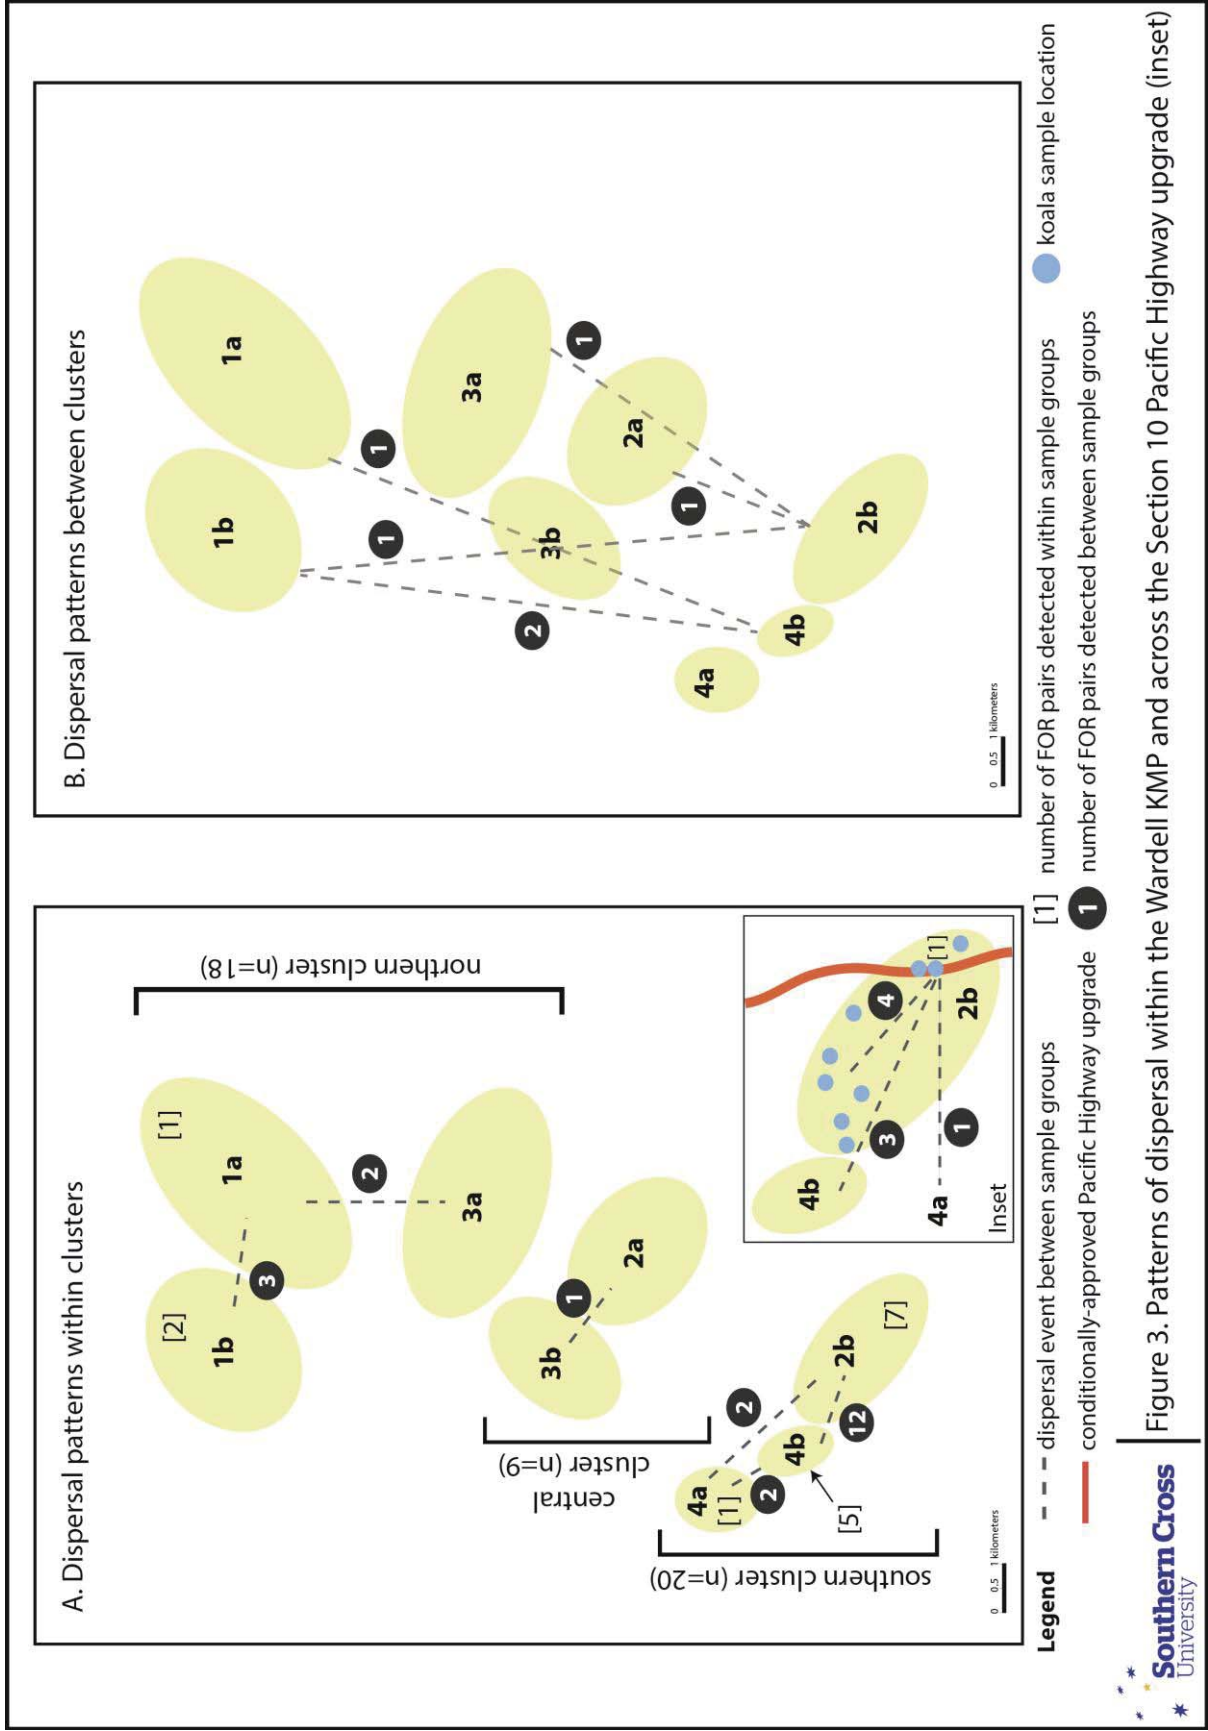 A. Dispersal patterns within clusters
[2]
1b
3
[1]
1a
northern cluster (n=18)
2
3a
3b
1
2a
central
cluster (n=9)
4a
[1]
2
2
4b
12
2b
[7]
[5]
southern cluster (n=20)
0 0.5 1 kilometers
4b
3
4
[1]
2b
4a
1
Inset
B. Dispersal patterns between clusters
1b
1a
1
1
3a
2
3b
2a
1
1
4a
4b
2b
0 0.5 1 kilometers
Legend
dispersal event between sample groups
[1] number of FOR pairs detected within sample groups
koala sample location
conditionally-approved Pacific Highway upgrade
1 number of FOR pairs detected between sample groups
Southern Cross
University
Figure 3. Patterns of dispersal within the Wardell KMP and across the Section 10 Pacific Highway upgrade (inset)